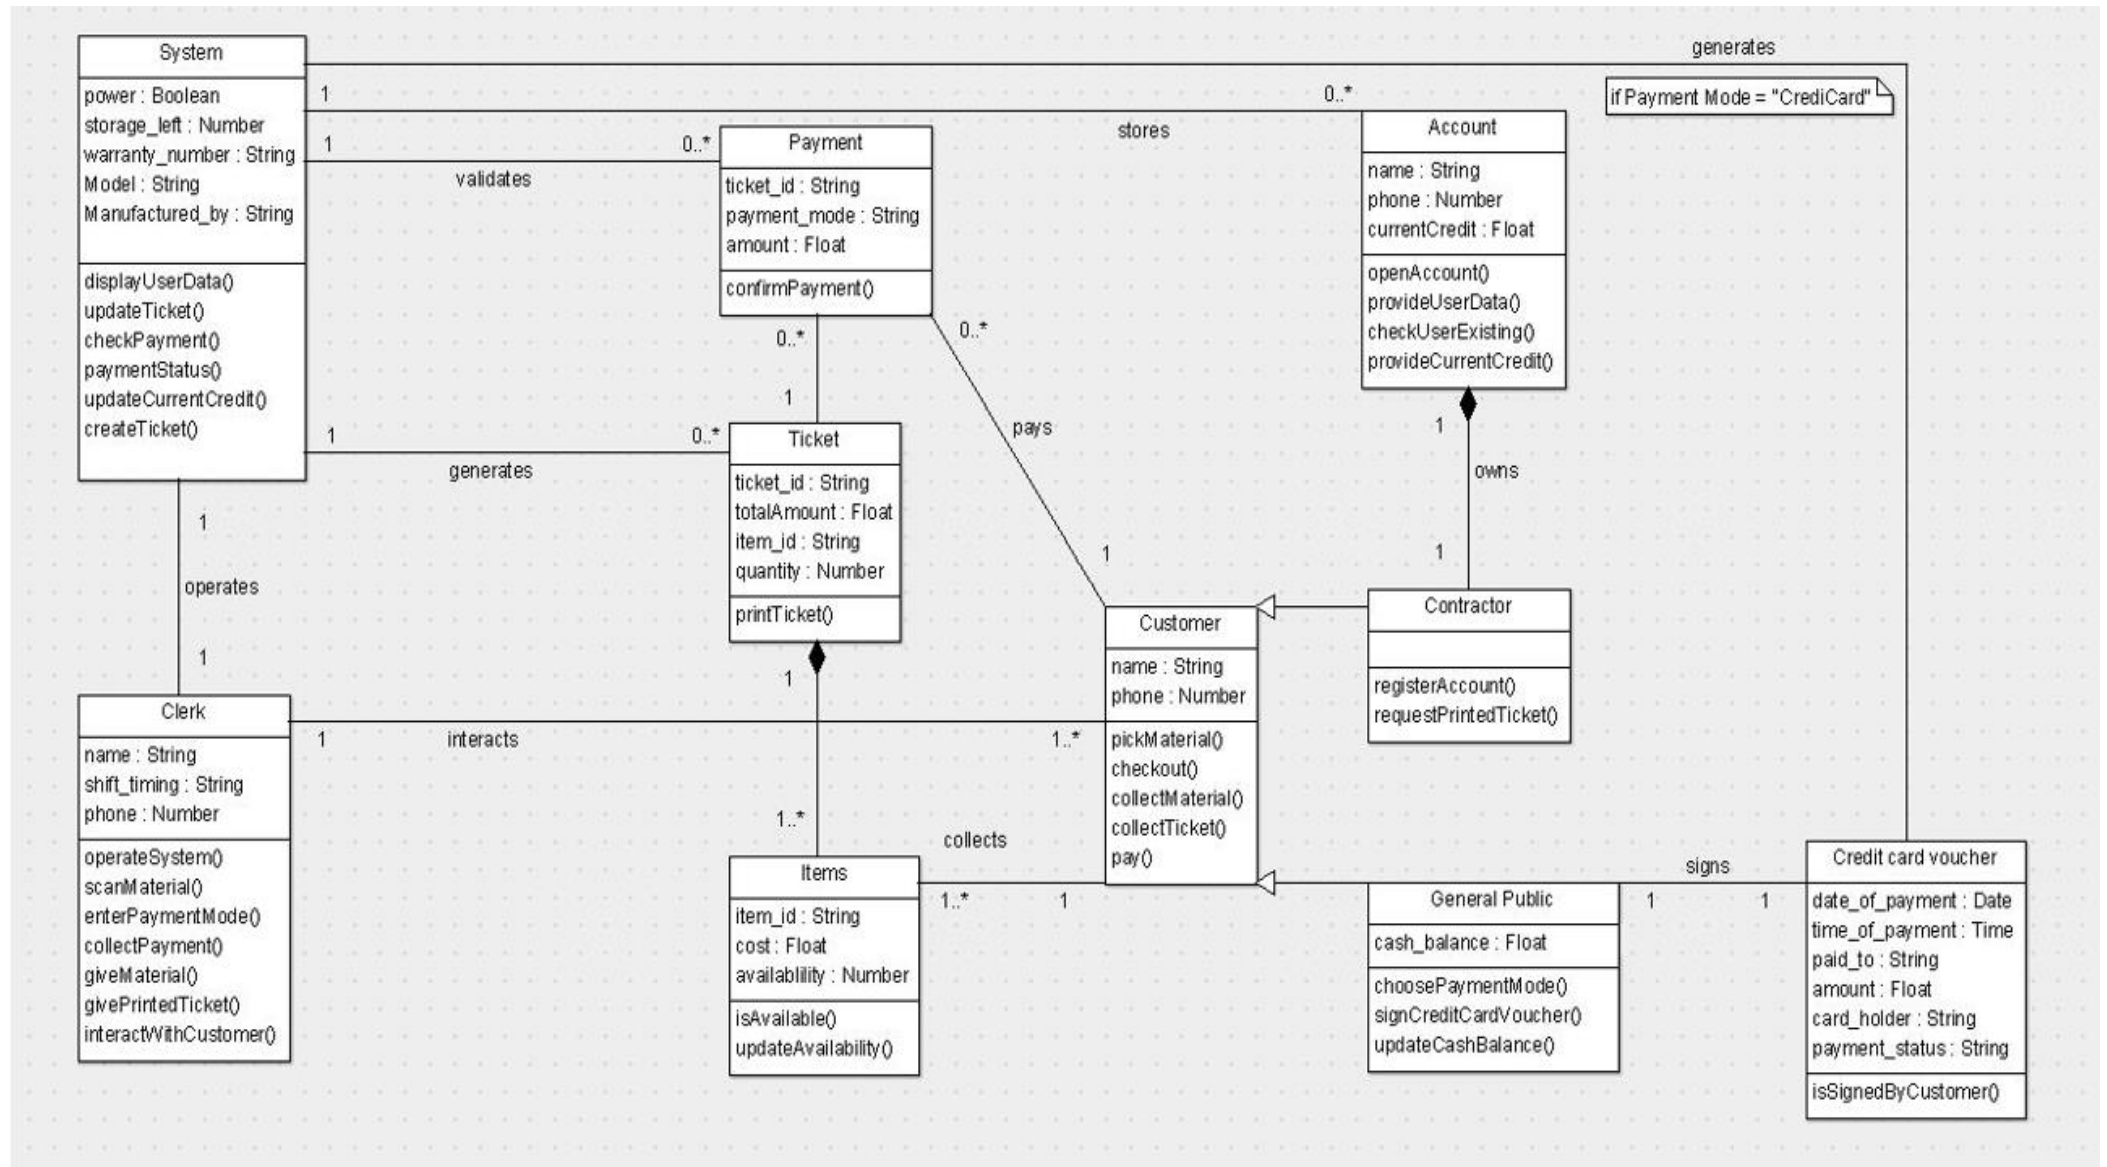 System
power : Boolean
storage_left : Number
warranty_number : String
Model : String
Manufactured_by : String
displayUserData()
updateTicket()
checkPayment()
paymentStatus()
updateCurrentCredit()
createTicket()
generates
if Payment Mode = "CrediCard"
1
0..*
stores
1
0..*
validates
Payment
ticket_id : String
payment_mode : String
amount : Float
confirmPayment()
Account
name : String
phone : Number
currentCredit : Float
openAccount()
provideUserData()
checkUserExisting()
provideCurrentCredit()
0..*
1
0..*
pays
1
1
owns
1
1
0..*
generates
Ticket
ticket_id : String
totalAmount : Float
item_id : String
quantity : Number
printTicket()
1
operates
1
Clerk
name : String
shift_timing : String
phone : Number
operateSystem()
scanMaterial()
enterPaymentMode()
collectPayment()
giveMaterial()
givePrintedTicket()
interactWithCustomer()
1
interacts
1..*
1
1..*
Customer
name : String
phone : Number
pickMaterial()
checkout()
collectMaterial()
collectTicket()
pay()
Contractor
registerAccount()
requestPrintedTicket()
Items
item_id : String
cost : Float
availablility : Number
isAvailable()
updateAvailability()
collects
1..*
1
General Public
cash_balance : Float
choosePaymentMode()
signCreditCardVoucher()
updateCashBalance()
signs
1
1
Credit card voucher
date_of_payment : Date
time_of_payment : Time
paid_to : String
amount : Float
card_holder : String
payment_status : String
isSignedByCustomer()